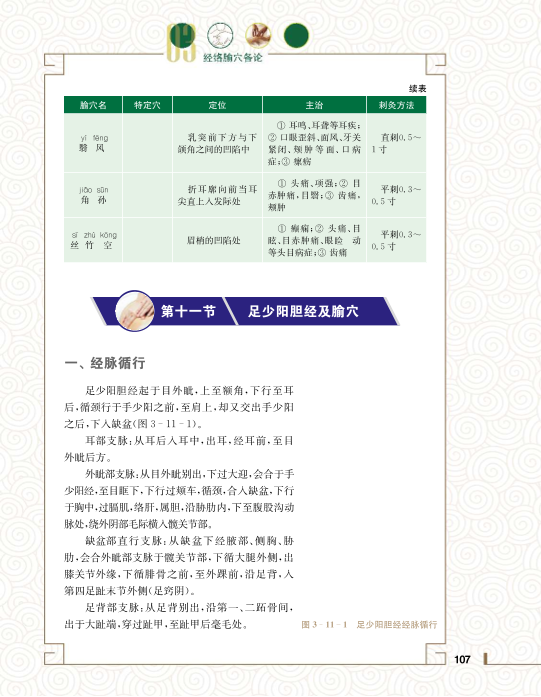 03
经络腧穴各论
续表
腧穴名 特定穴 定位 主治 刺灸方法
yì fēng
翳 风
乳突前下方与下
颌角之间的凹陷中
① 耳鸣、耳聋等耳疾;
② 口眼歪斜、面风、牙关
紧闭、颊肿等面、口病
症;③ 瘰疬
直刺0.5～
1 寸
jiǎo sūn
角 孙
折耳廓向前当耳
尖直上入发际处
① 头痛、项强;② 目
赤肿痛,目翳;③ 齿痛,
颊肿
平刺0.3～
0.5 寸
sī zhú kōng
丝 竹 空
眉梢的凹陷处
① 癫痫;② 头痛、目
眩、目赤肿痛、眼睑 动
等头目病症;③ 齿痛
平刺0.3～
0.5 寸
第十一节 足少阳胆经及腧穴
一、经脉循行
足少阳胆经起于目外眦,上至额角,下行至耳
后,循颈行于手少阳之前,至肩上,却又交出手少阳
之后,下入缺盆(图 3-11-1)。
耳部支脉:从耳后入耳中,出耳,经耳前,至目
外眦后方。
外眦部支脉:从目外眦别出,下过大迎,会合于手
少阳经,至目眶下,下行过颊车,循颈,合入缺盆,下行
于胸中,过膈肌,络肝,属胆,沿胁肋内,下至腹股沟动
脉处,绕外阴部毛际横入髋关节部。
缺盆部直行支脉:从缺盆下经腋部、侧胸、胁
肋,会合外眦部支脉于髋关节部,下循大腿外侧,出
膝关节外缘,下循腓骨之前,至外踝前,沿足背,入
第四足趾末节外侧(足窍阴)。
足背部支脉:从足背别出,沿第一、二跖骨间,
出于大趾端,穿过趾甲,至趾甲后毫毛处。
图 3-11-1 足少阳胆经经脉循行
107